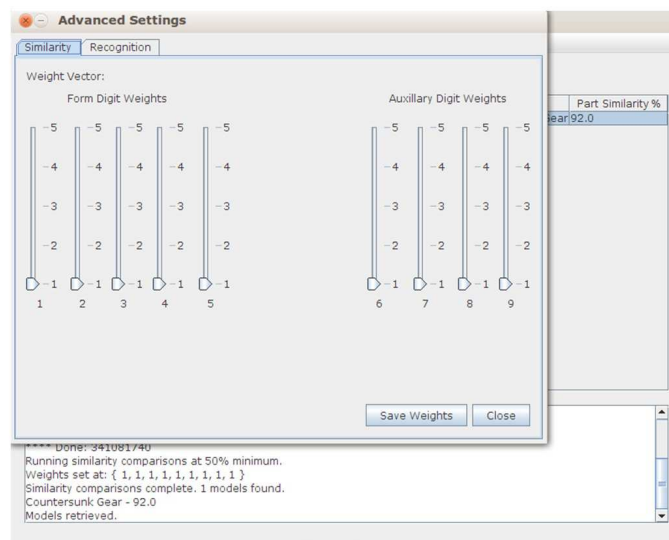 Advanced Settings
Similarity Recognition
Weight Vector:
Form Digit Weights Auxillary Digit Weights
5 5 5 5 5 5 5 5 5
4 4 4 4 4 4 4 4 4
3 3 3 3 3 3 3 3 3
2 2 2 2 2 2 2 2 2
1 1 1 1 1 1 1 1 1
1 2 3 4 5 6 7 8 9
Save Weights Close
Part Similarity %
Gear 92.0
**** Done: 341081740
Running similarity comparisons at 50% minimum.
Weights set at: { 1, 1, 1, 1, 1, 1, 1, 1, 1 }
Similarity comparisons complete. 1 models found.
Countersunk Gear - 92.0
Models retrieved.